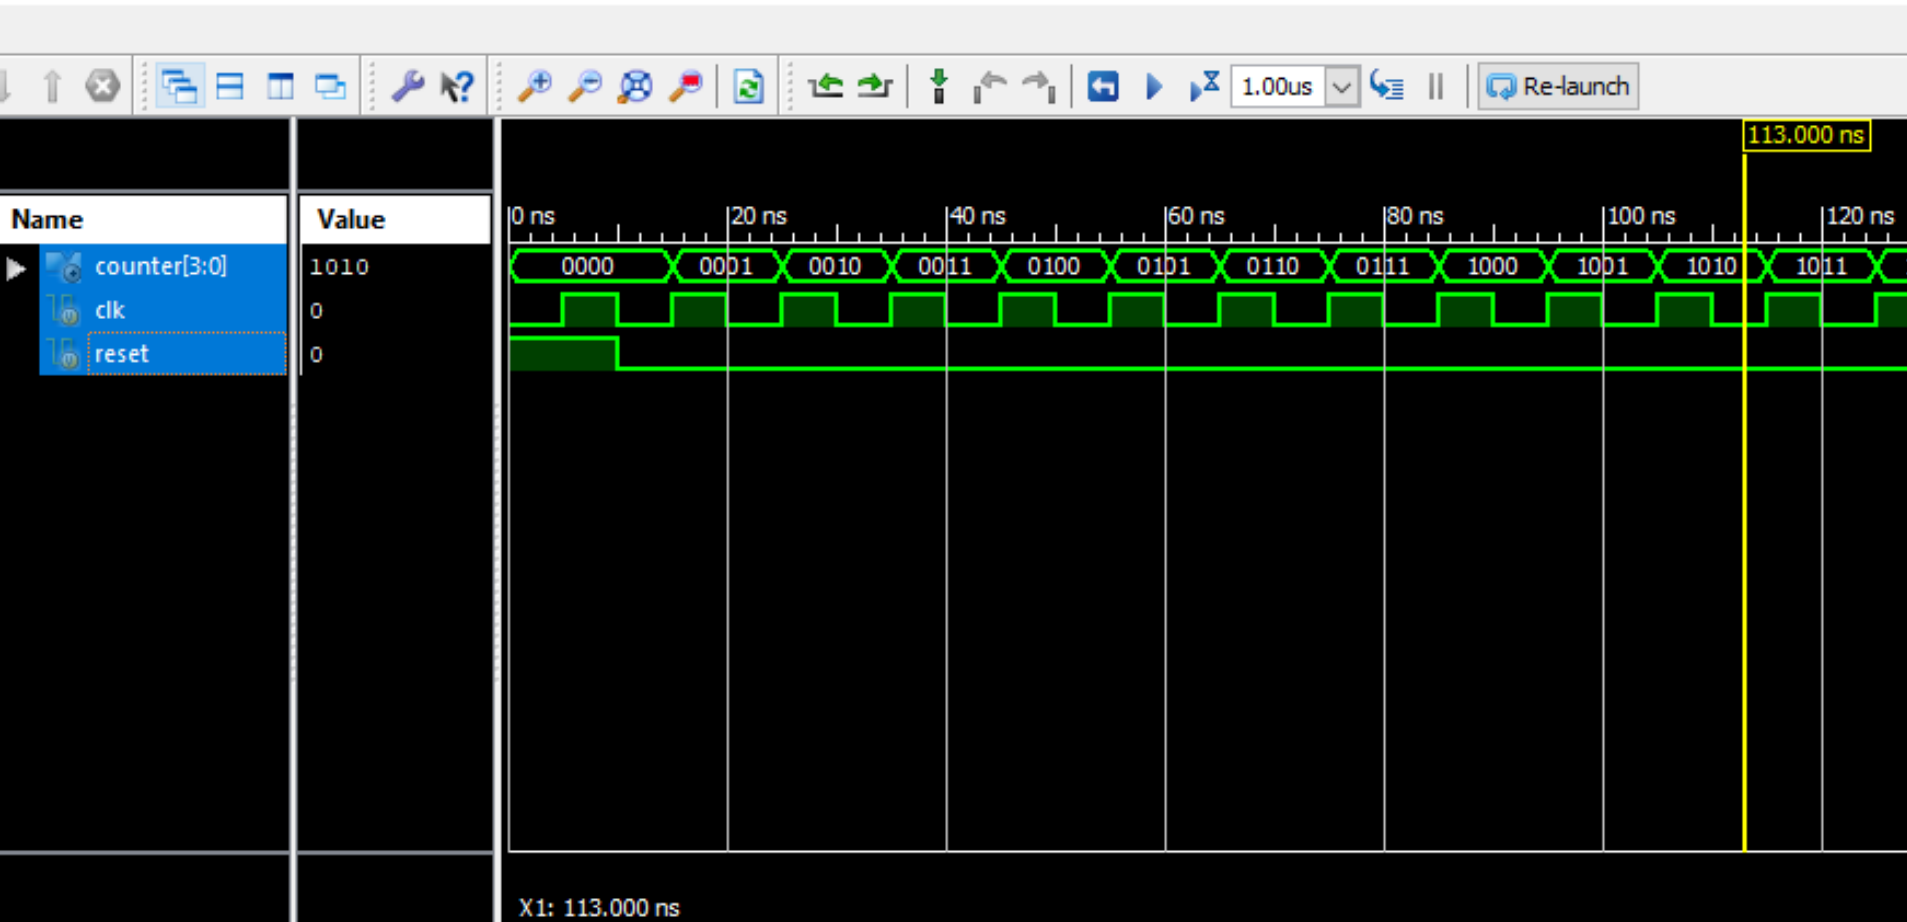 1.00us Re-launch
113.000 ns
Name Value 0 ns 20 ns 40 ns 60 ns 80 ns 100 ns 120 ns
counter[3:0] 1010 0000 0001 0010 0011 0100 0101 0110 0111 1000 1001 1010 1011
clk 0
reset 0
X1: 113.000 ns